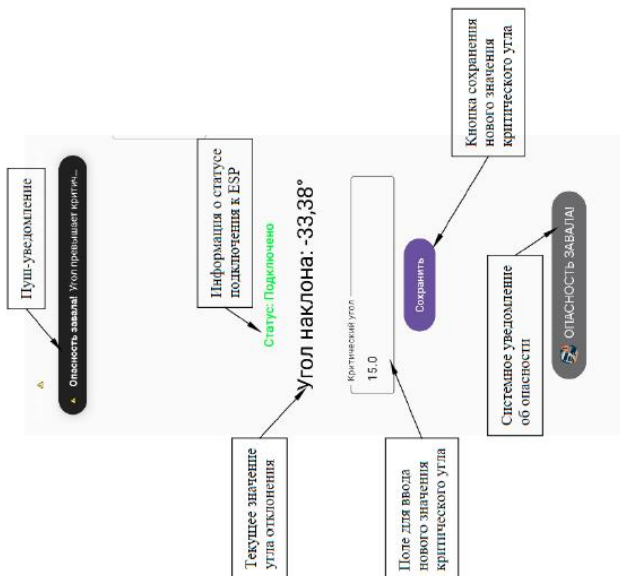 Пуш-уведомление
Опасность завала! Угол превышает критич...
Информация о статусе
подключения к ESP
Статус: Подключено
Текущее значение
угла отклонения
Угол наклона: -33,38°
Критический угол
15.0
Поле для ввода
нового значения
критического угла
Сохранить
Кнопка сохранения
нового значения
критического угла
Системное уведомление
об опасности
ОПАСНОСТЬ ЗАВАЛА!